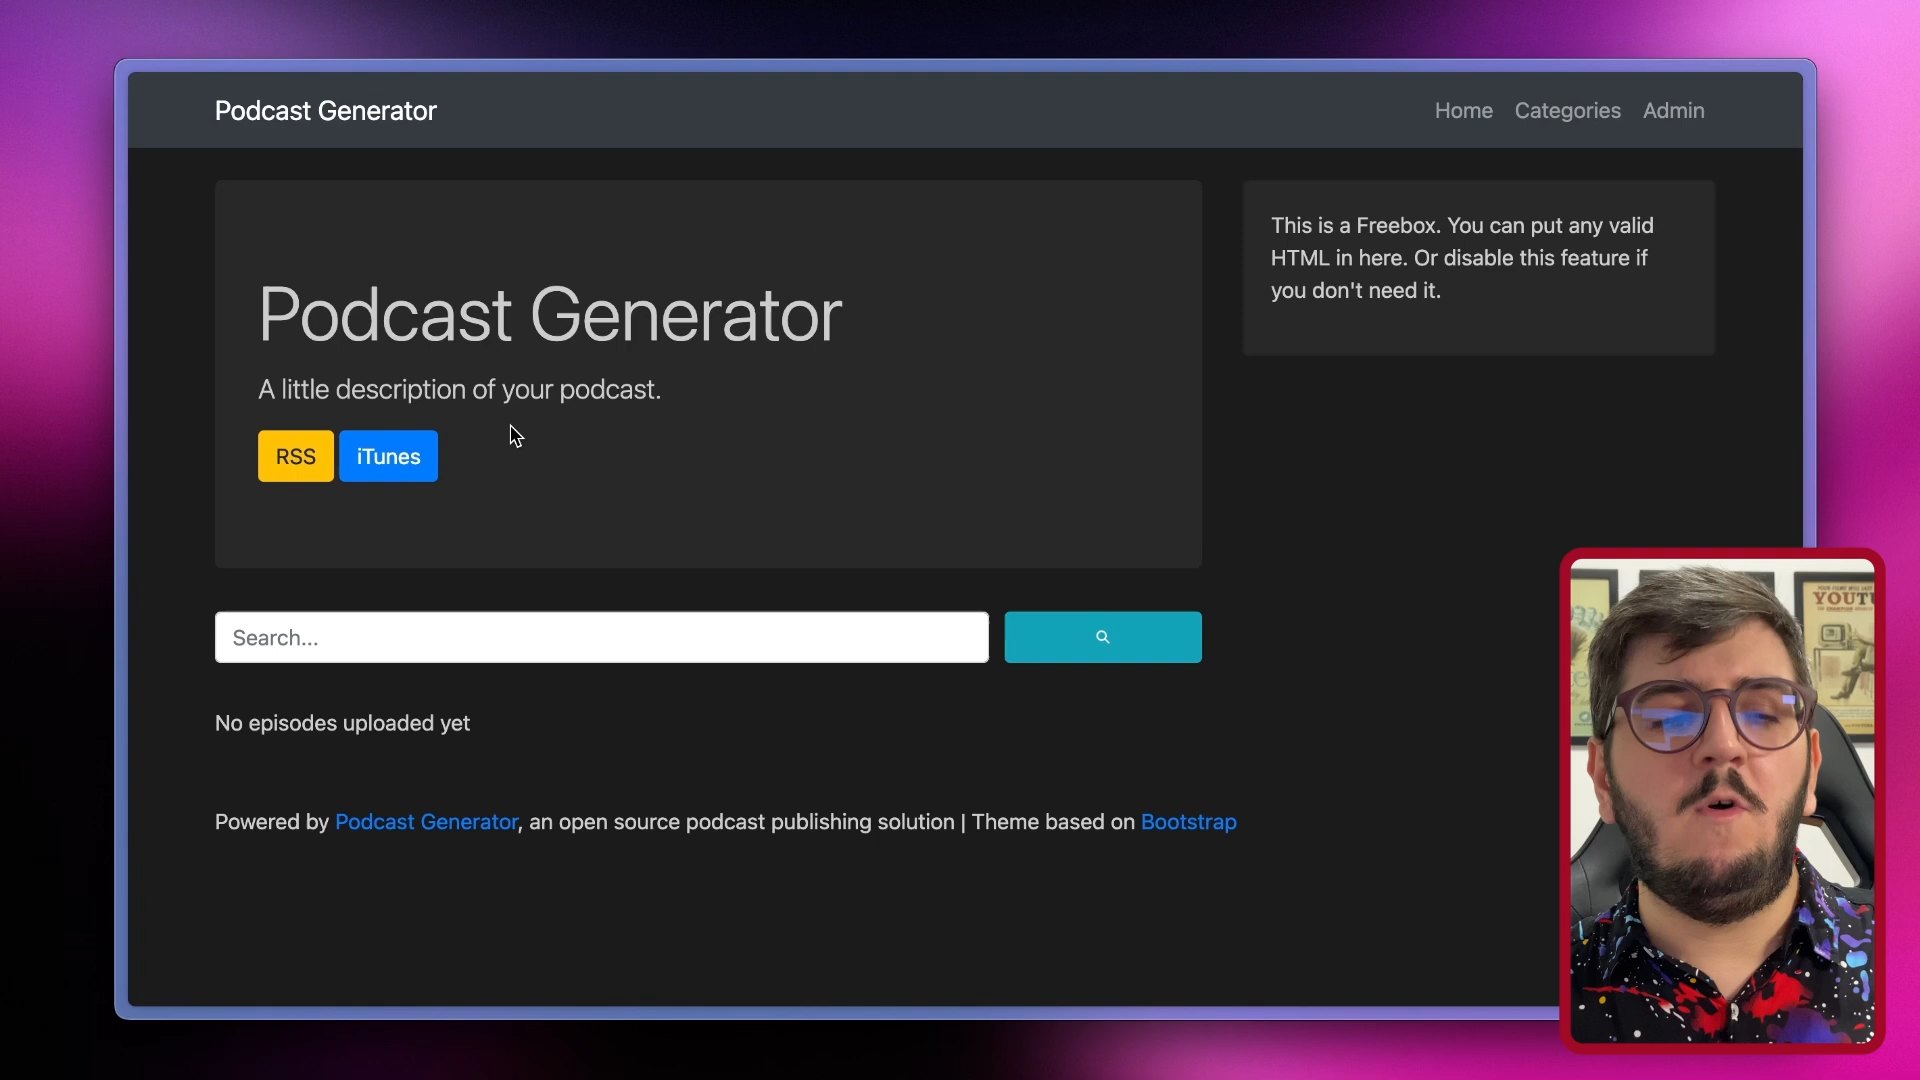 Podcast Generator
Home Categories Admin
Podcast Generator
A little description of your podcast.
RSS iTunes
This is a Freebox. You can put any valid
HTML in here. Or disable this feature if
you don't need it.
Search...
No episodes uploaded yet
Powered by Podcast Generator, an open source podcast publishing solution | Theme based on Bootstrap